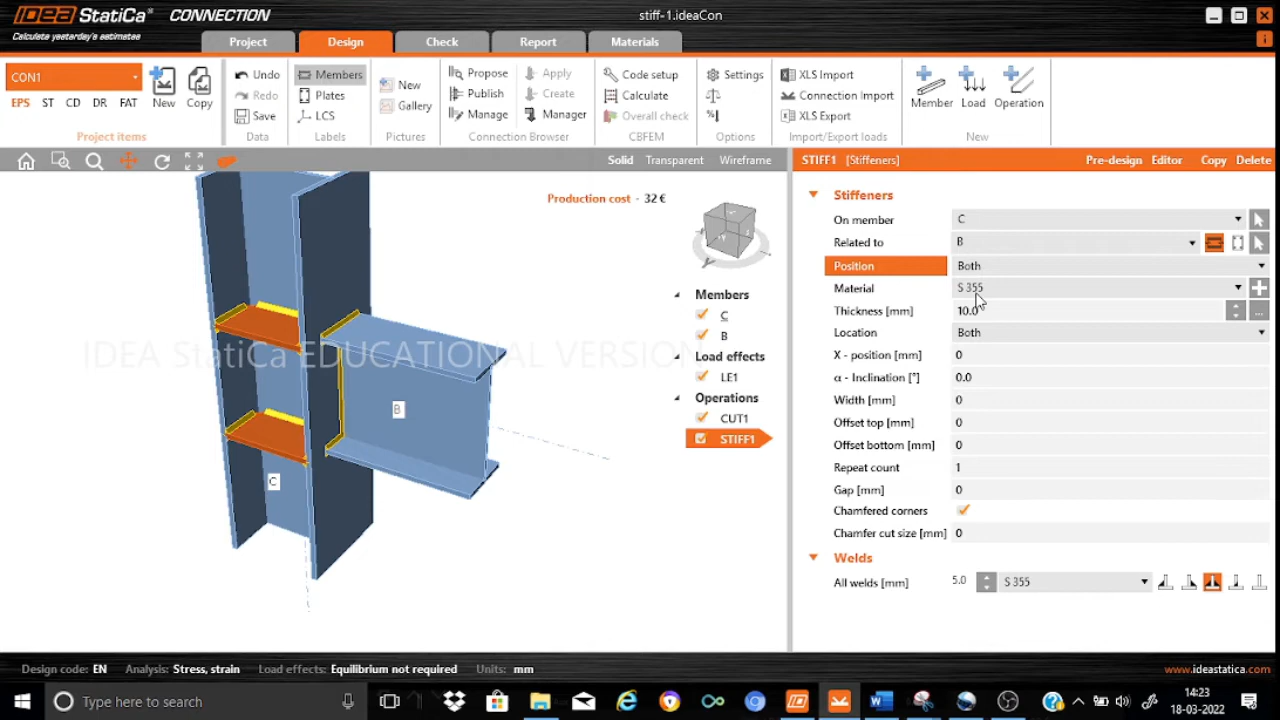 IDEA StatiCa® CONNECTION
Calculate yesterday's estimates
stiff-1.ideaCon
Project Design Check Report Materials
CON1
EPS ST CD DR FAT
New Copy
Project items
Undo
Redo
Save
Data
Members
Plates
LCS
Labels
New
Gallery
Pictures
Propose
Publish
Manage
Apply
Create
Manager
Connection Browser
Code setup
Calculate
Overall check
CBFEM
Settings
Options
XLS Import
Connection Import
XLS Export
Import/Export loads
Member Load Operation
New
Solid Transparent Wireframe
Production cost - 32 €
IDEA StatiCa EDUCATIONAL VERSION
B
C
Members
C
B
Load effects
LE1
Operations
CUT1
STIFF1
STIFF1 [Stiffeners]
Pre-design Editor Copy Delete
Stiffeners
On member C
Related to B
Position Both
Material S 355
Thickness [mm] 10.0
Location Both
X - position [mm] 0
α - Inclination [°] 0.0
Width [mm] 0
Offset top [mm] 0
Offset bottom [mm] 0
Repeat count 1
Gap [mm] 0
Chamfered corners
Chamfer cut size [mm] 0
Welds
All welds [mm] 5.0 S 355
Design code: EN Analysis: Stress, strain Load effects: Equilibrium not required Units: mm
www.ideastatica.com
Type here to search
14:23
18-03-2022